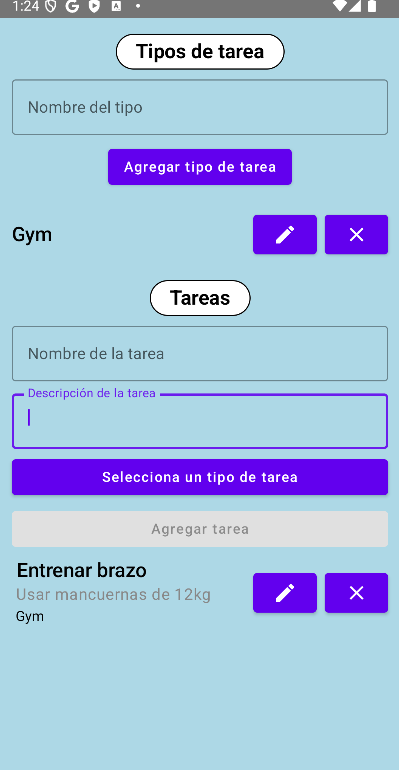 1:24
Tipos de tarea
Nombre del tipo
Agregar tipo de tarea
Gym
Tareas
Nombre de la tarea
Descripción de la tarea
Selecciona un tipo de tarea
Agregar tarea
Entrenar brazo
Usar mancuernas de 12kg
Gym